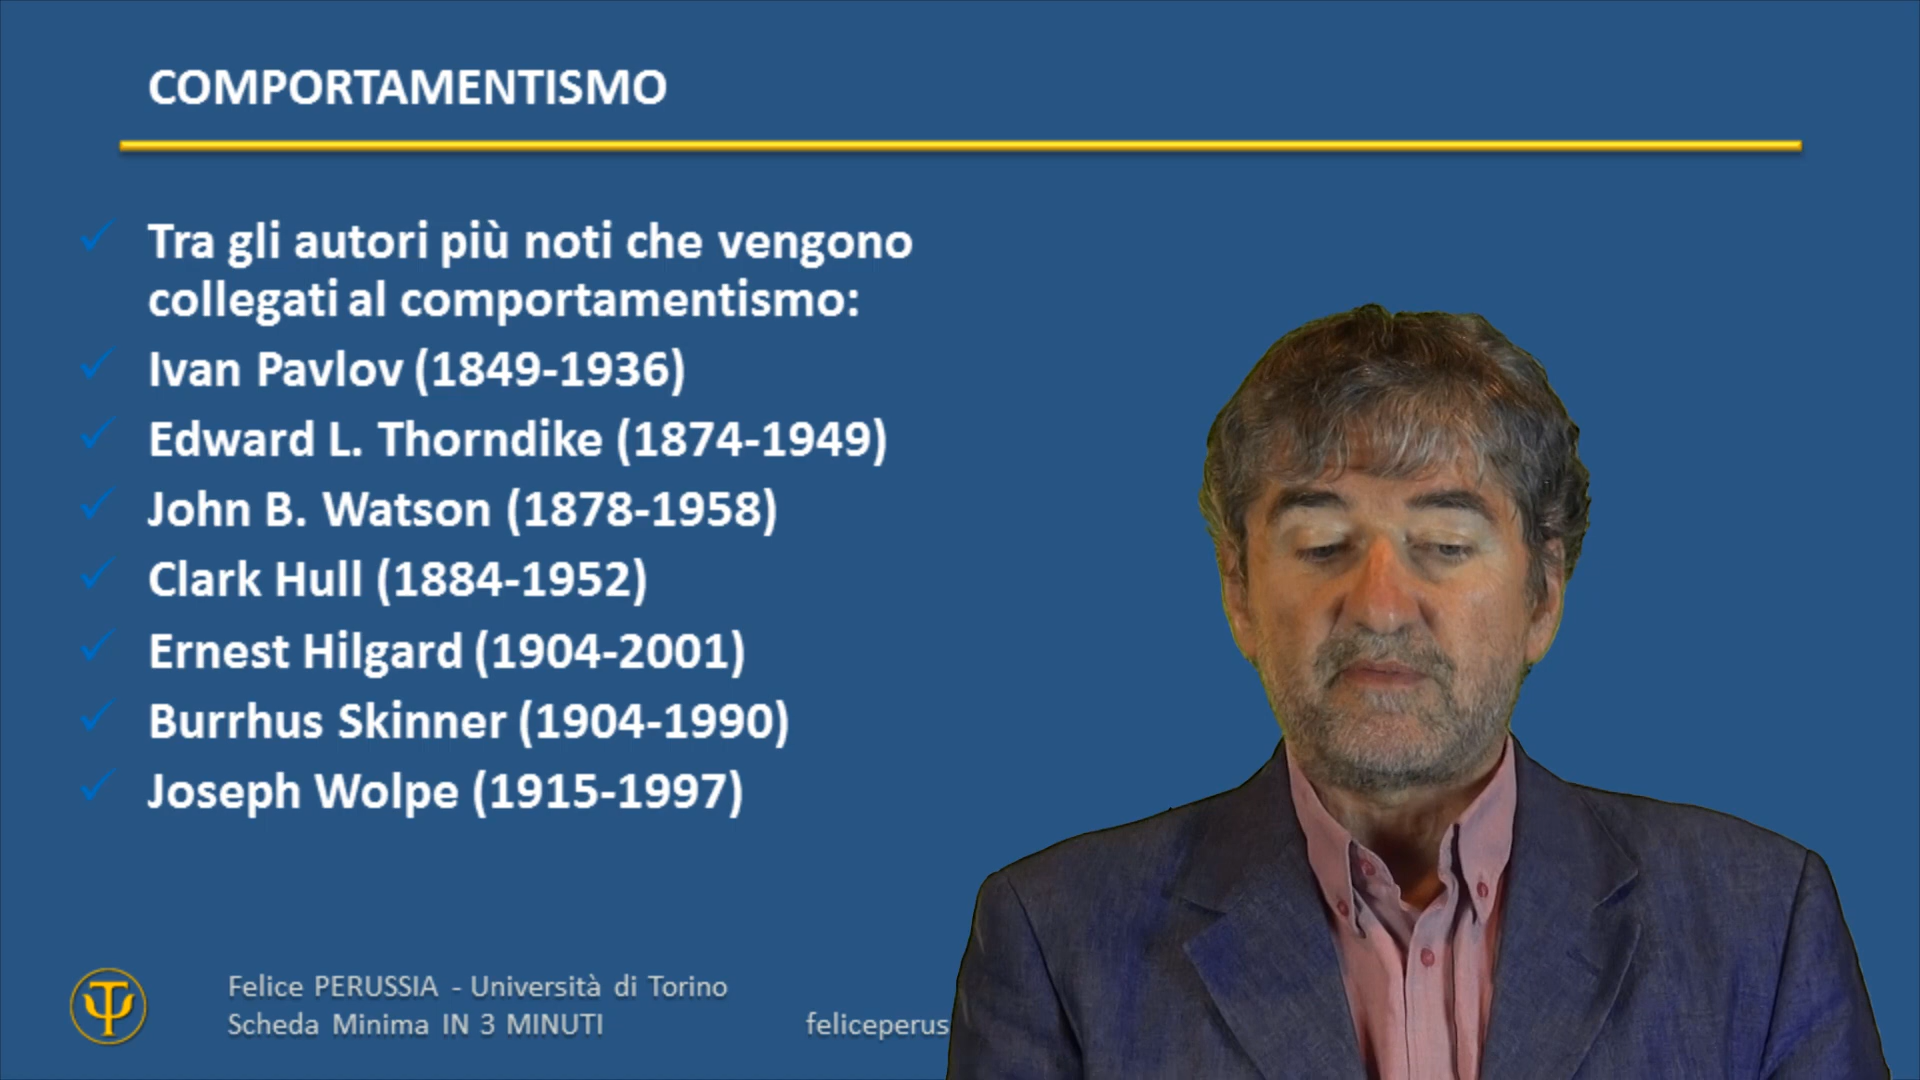 COMPORTAMENTISMO
Tra gli autori più noti che vengono
collegati al comportamentismo:
Ivan Pavlov (1849-1936)
Edward L. Thorndike (1874-1949)
John B. Watson (1878-1958)
Clark Hull (1884-1952)
Ernest Hilgard (1904-2001)
Burrhus Skinner (1904-1990)
Joseph Wolpe (1915-1997)
Felice PERUSSIA - Università di Torino
Scheda Minima IN 3 MINUTI
feliceperus